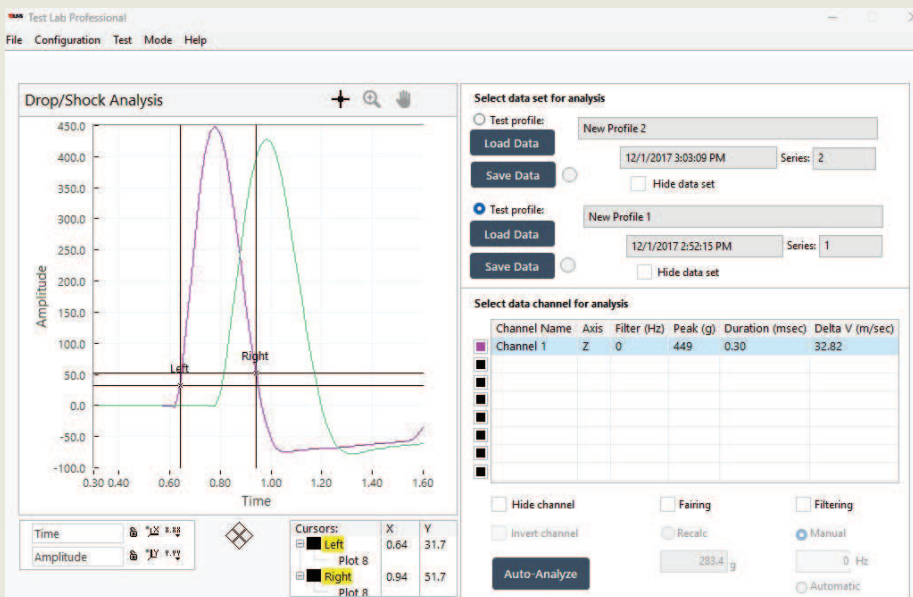 Test Lab Professional
File Configuration Test Mode Help
Drop/Shock Analysis
450.0
400.0
350.0
300.0
250.0
200.0
150.0
100.0
50.0
0.0
-50.0
-100.0
Amplitude
Left
Right
0.30 0.40 0.60 0.80 1.00 1.20 1.40 1.60
Time
Time
Amplitude
Cursors: X Y
Left 0.64 31.7
Plot 8
Right 0.94 51.7
Plot 8
Select data set for analysis
Test profile: New Profile 2
Load Data
12/1/2017 3:03:09 PM Series: 2
Save Data
Hide data set
Test profile: New Profile 1
Load Data
12/1/2017 2:52:15 PM Series: 1
Save Data
Hide data set
Select data channel for analysis
Channel Name Axis Filter (Hz) Peak (g) Duration (msec) Delta V (m/sec)
Channel 1 Z 0 449 0.30 32.82
Hide channel Fairing Filtering
Invert channel Recalc Manual
283.4 g 0 Hz
Auto-Analyze
Automatic